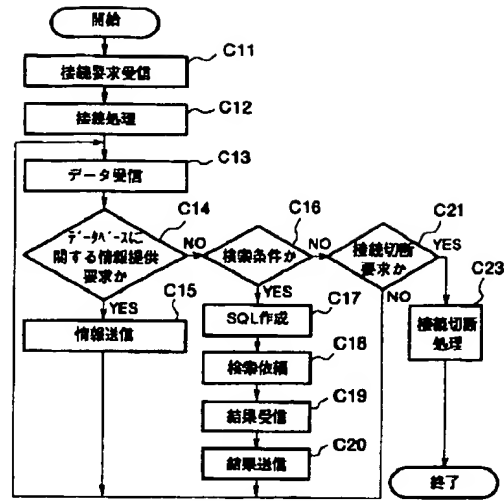 開始
C11
接続要求受信
C12
接続処理
C13
データ受信
C14
データベースに
関する情報提供
要求か
NO
YES
C15
情報送信
C16
検索条件か
NO
YES
C17
SQL作成
C18
検索依頼
C19
結果受信
C20
結果送信
C21
接続切断
要求か
YES
NO
C23
接続切断
処理
終了